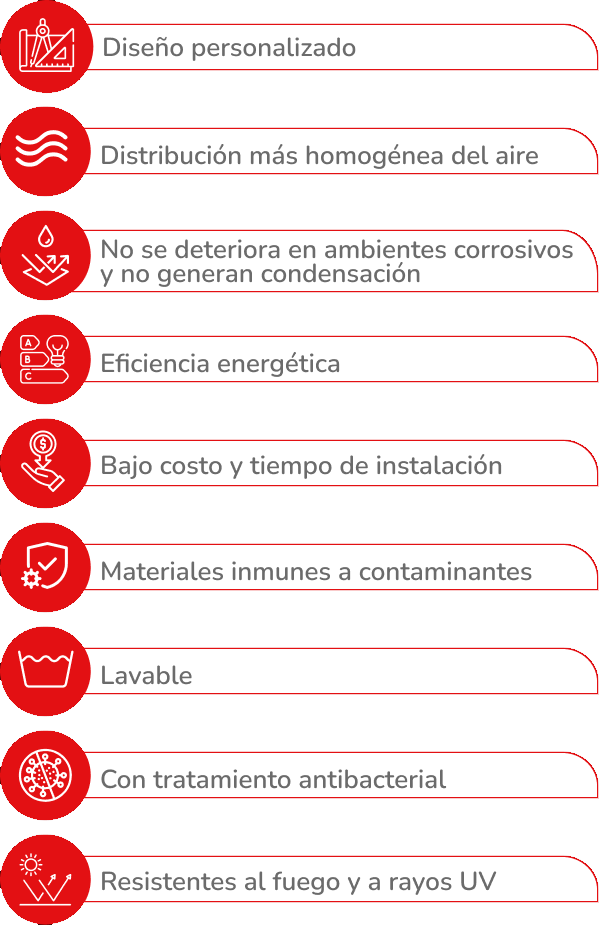 Diseño personalizado
Distribución más homogénea del aire
No se deteriora en ambientes corrosivos
y no generan condensación
A
B
C
Eficiencia energética
$
Bajo costo y tiempo de instalación
Materiales inmunes a contaminantes
Lavable
Con tratamiento antibacterial
Resistentes al fuego y a rayos UV